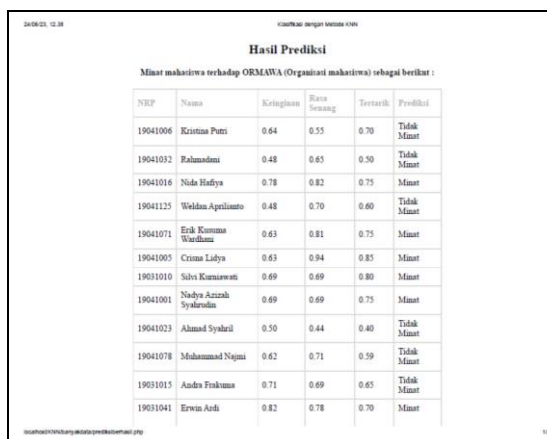 24/06/23, 12.38 Klasifikasi dengan Metode KNN
Hasil Prediksi
Minat mahasiswa terhadap ORMAWA (Organisasi mahasiswa) sebagai berikut :
NRP Nama Keinginan Rasa Senang Tertarik Prediksi
19041006 Kristina Putri 0.64 0.55 0.70 Tidak Minat
19041032 Rahmadani 0.48 0.65 0.50 Tidak Minat
19041016 Nida Hafiya 0.78 0.82 0.75 Minat
19041125 Weldan Aprilianto 0.48 0.70 0.60 Tidak Minat
19041071 Erik Kusuma Wardhani 0.63 0.81 0.75 Minat
19041005 Crisna Lidya 0.63 0.94 0.85 Minat
19031010 Silvi Kurniawati 0.69 0.69 0.80 Minat
19041001 Nadya Azizah Syahrudin 0.69 0.69 0.75 Minat
19041023 Ahmad Syahril 0.50 0.44 0.40 Tidak Minat
19041078 Muhammad Najmi 0.62 0.71 0.59 Tidak Minat
19031015 Andra Frakuma 0.71 0.69 0.65 Tidak Minat
19031041 Erwin Ardi 0.82 0.78 0.70 Minat